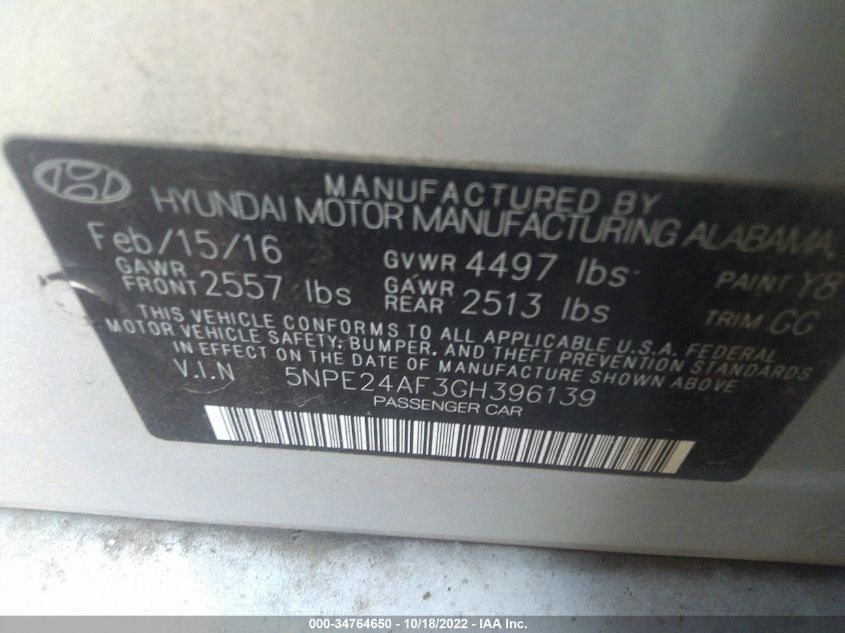 MANUFACTURED BY
HYUNDAI MOTOR MANUFACTURING ALABAMA,
Feb/15/16 GVWR 4497 lbs PAINT Y8
GAWR FRONT 2557 lbs GAWR REAR 2513 lbs TRIM GG
THIS VEHICLE CONFORMS TO ALL APPLICABLE U.S.A. FEDERAL
MOTOR VEHICLE SAFETY, BUMPER, AND THEFT PREVENTION STANDARDS
IN EFFECT ON THE DATE OF MANUFACTURE SHOWN ABOVE.
V.I.N 5NPE24AF3GH396139
PASSENGER CAR
000-34764650 - 10/18/2022 - IAA Inc.